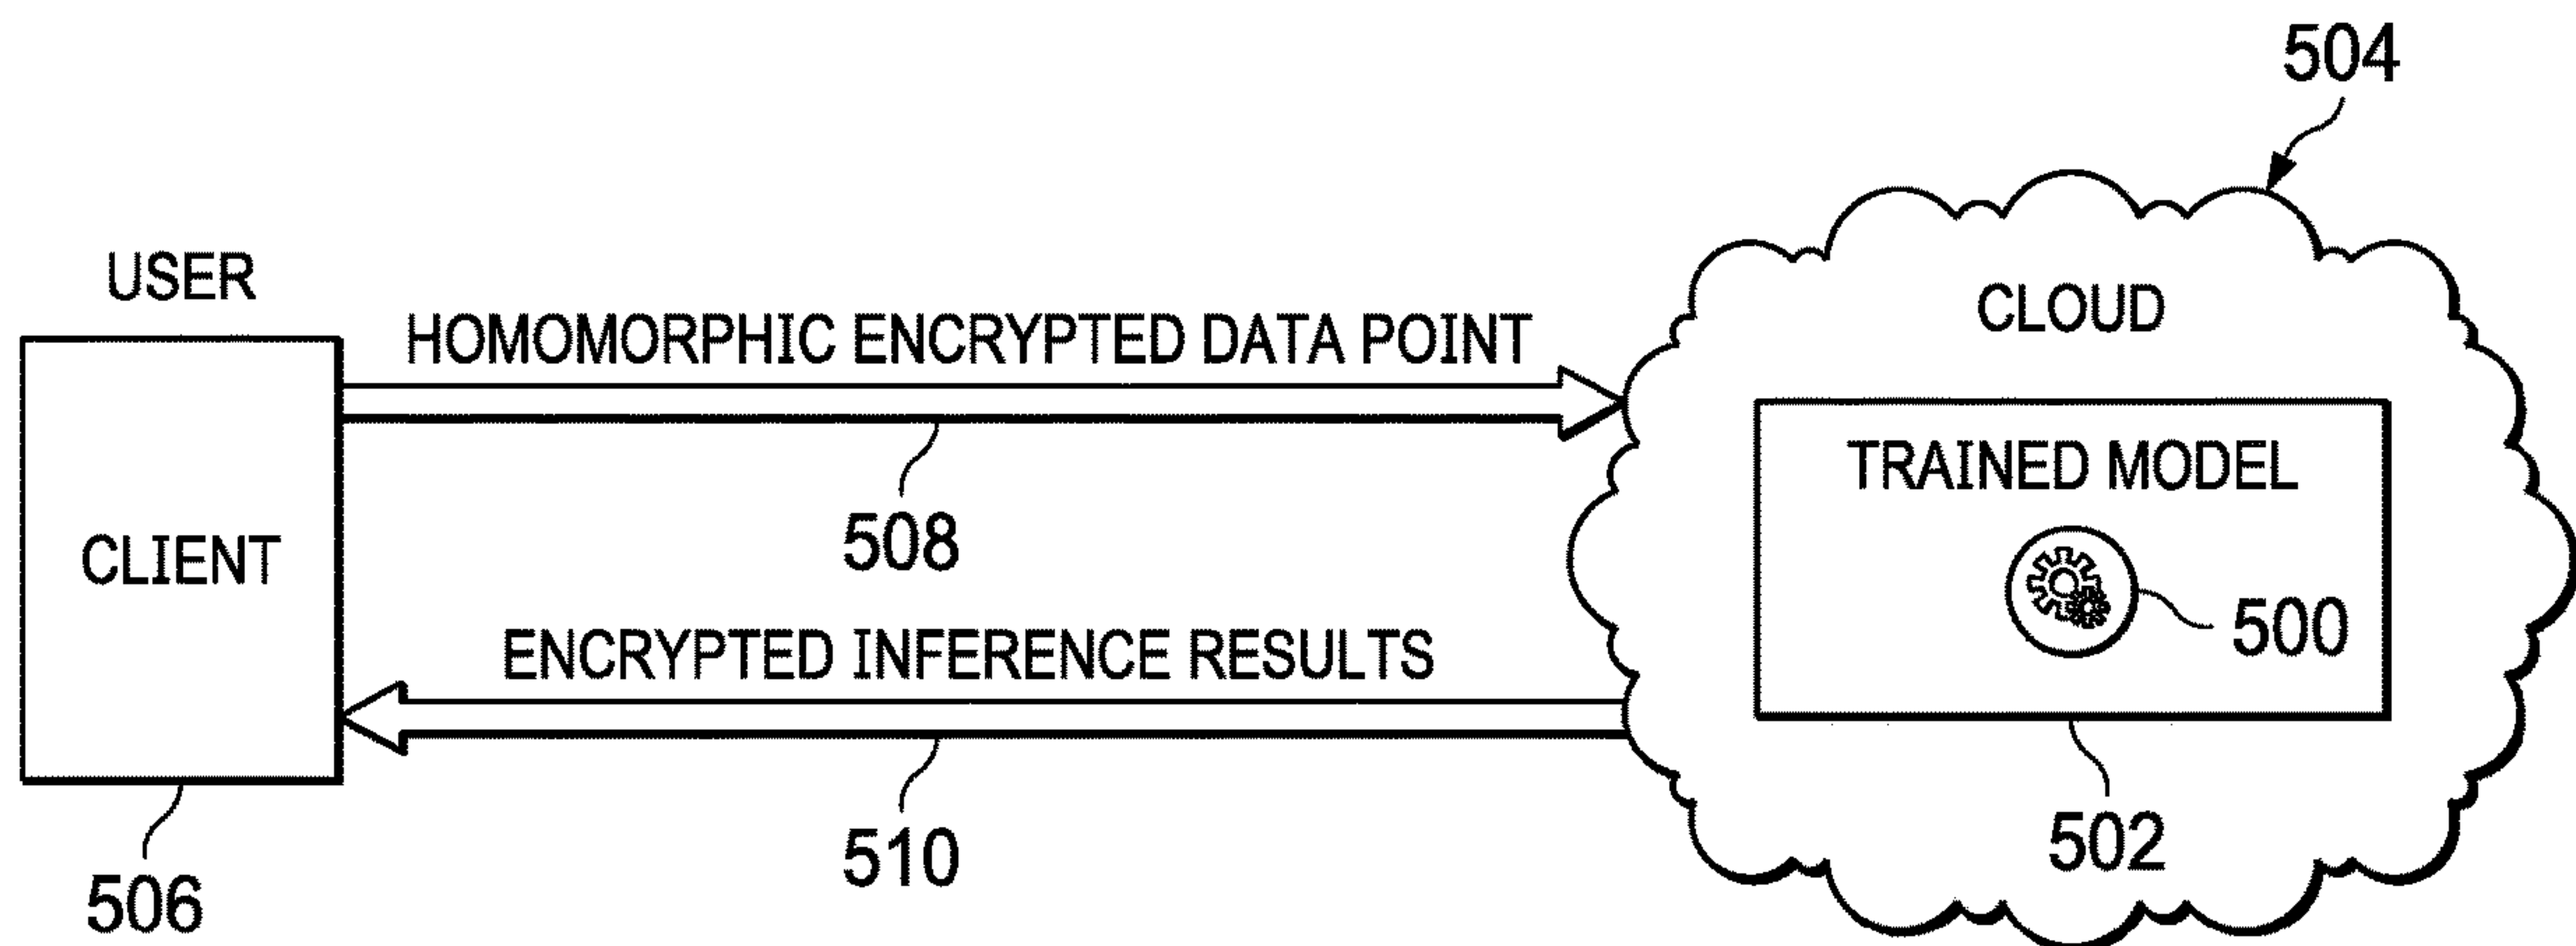 504
USER
CLOUD
HOMOMORPHIC ENCRYPTED DATA POINT
TRAINED MODEL
CLIENT
508
500
ENCRYPTED INFERENCE RESULTS
502
510
506